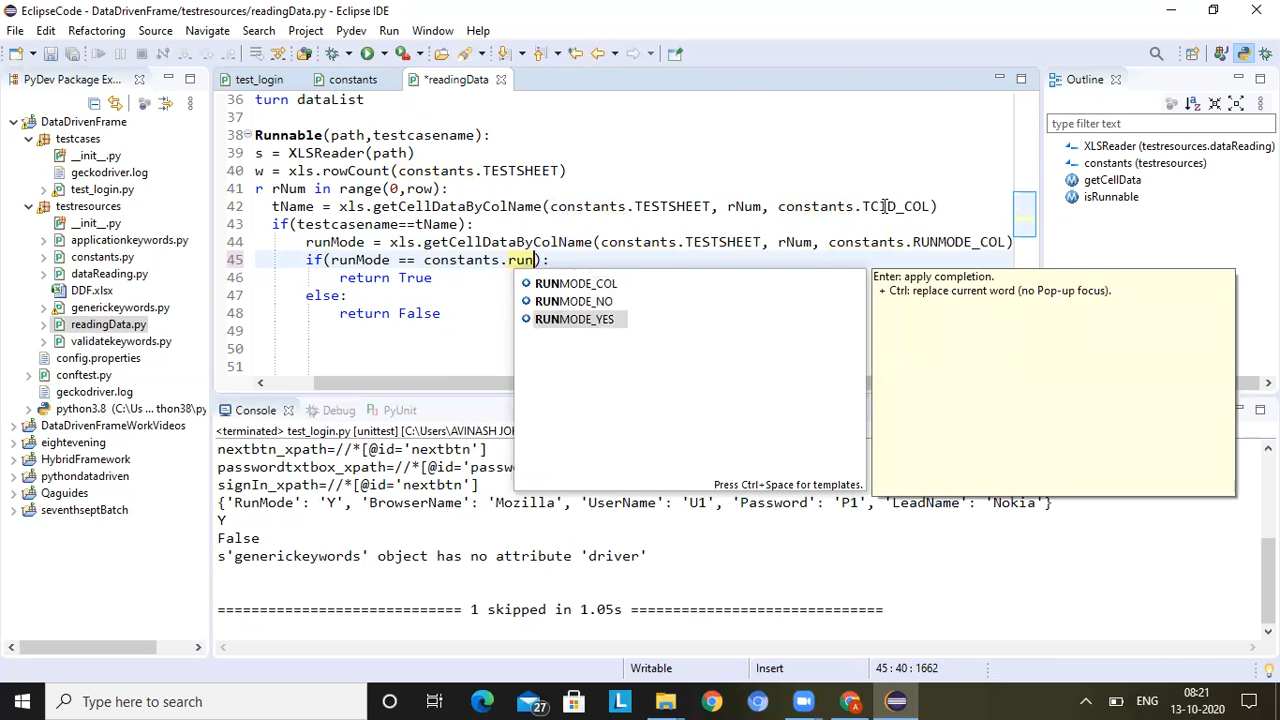 EclipseCode - DataDrivenFrame/testresources/readingData.py - Eclipse IDE
File Edit Refactoring Source Navigate Search Project Pydev Run Window Help
PyDev Package Ex...
test_login
constants
*readingData
Outline
type filter text
XLSReader (testresources.dataReading)
constants (testresources)
getCellData
isRunnable
DataDrivenFrame
testcases
__init__.py
geckodriver.log
test_login.py
testresources
__init__.py
applicationkeywords.py
constants.py
dataReading.py
DDF.xlsx
generickeywords.py
readingData.py
validatekeywords.py
config.properties
conftest.py
geckodriver.log
python3.8 (C:\Us ... thon38\py
DataDrivenFrameWorkVideos
eightevening
HybridFramework
pythondatadriven
Qaguides
seventhseptBatch
36 turn dataList
37
38 Runnable(path,testcasename):
39 s = XLSReader(path)
40 w = xls.rowCount(constants.TESTSHEET)
41 r rNum in range(0,row):
42 tName = xls.getCellDataByColName(constants.TESTSHEET, rNum, constants.TCID_COL)
43 if(testcasename==tName):
44 runMode = xls.getCellDataByColName(constants.TESTSHEET, rNum, constants.RUNMODE_COL)
45 if(runMode == constants.run):
46 return True
47 else:
48 return False
49
50
51
RUNMODE_COL
RUNMODE_NO
RUNMODE_YES
Press Ctrl+Space for templates.
Enter: apply completion.
+ Ctrl: replace current word (no Pop-up focus).
Console
Debug
PyUnit
<terminated> test_login.py [unittest] [C:\Users\AVINASH JO
nextbtn_xpath=//*[@id='nextbtn']
passwordtxtbox_xpath=//*[@id='passw
signIn_xpath=//*[@id='nextbtn']
{'RunMode': 'Y', 'BrowserName': 'Mozilla', 'UserName': 'U1', 'Password': 'P1', 'LeadName': 'Nokia'}
Y
False
s'generickeywords' object has no attribute 'driver'
============================ 1 skipped in 1.05s =============================
Writable
Insert
45 : 40 : 1662
Type here to search
27
L
A
ENG
08:21
13-10-2020